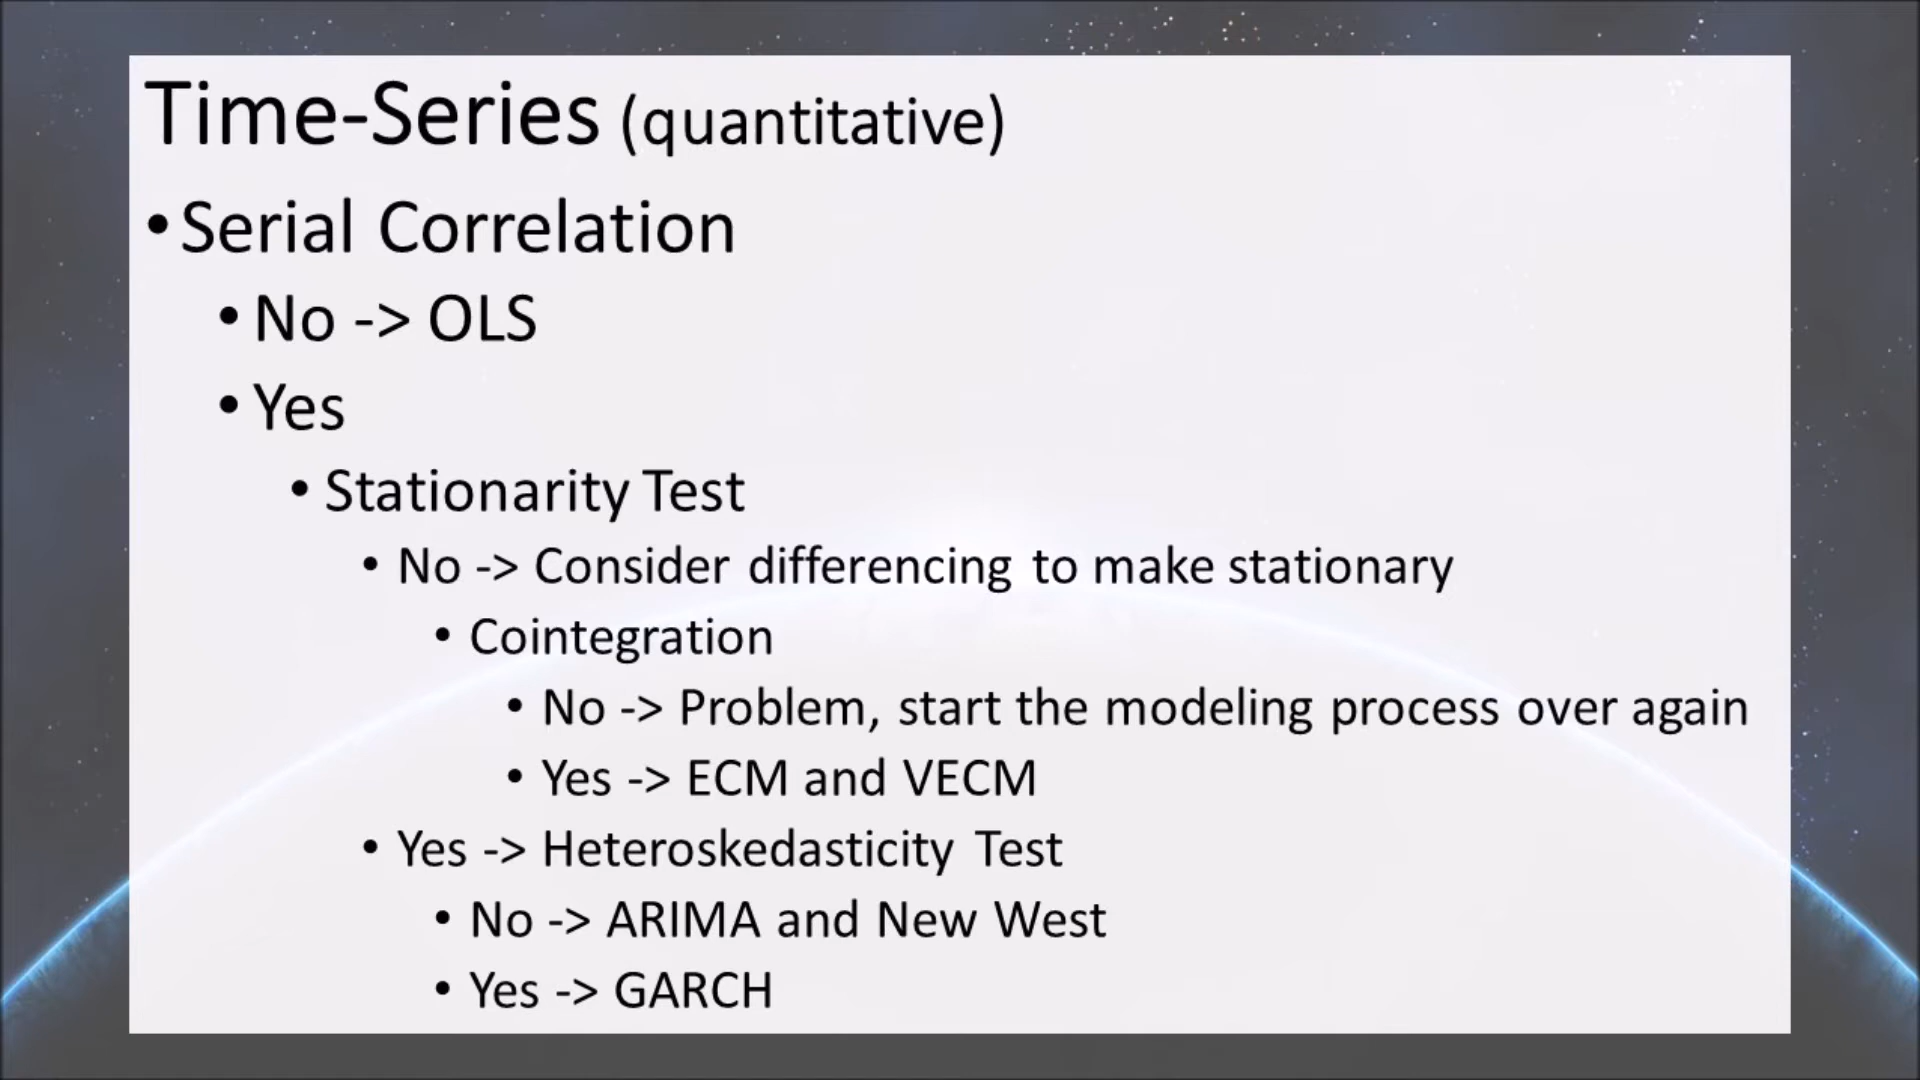 Time-Series (quantitative)
• Serial Correlation
• No -> OLS
• Yes
• Stationarity Test
• No -> Consider differencing to make stationary
• Cointegration
• No -> Problem, start the modeling process over again
• Yes -> ECM and VECM
• Yes -> Heteroskedasticity Test
• No -> ARIMA and New West
• Yes -> GARCH